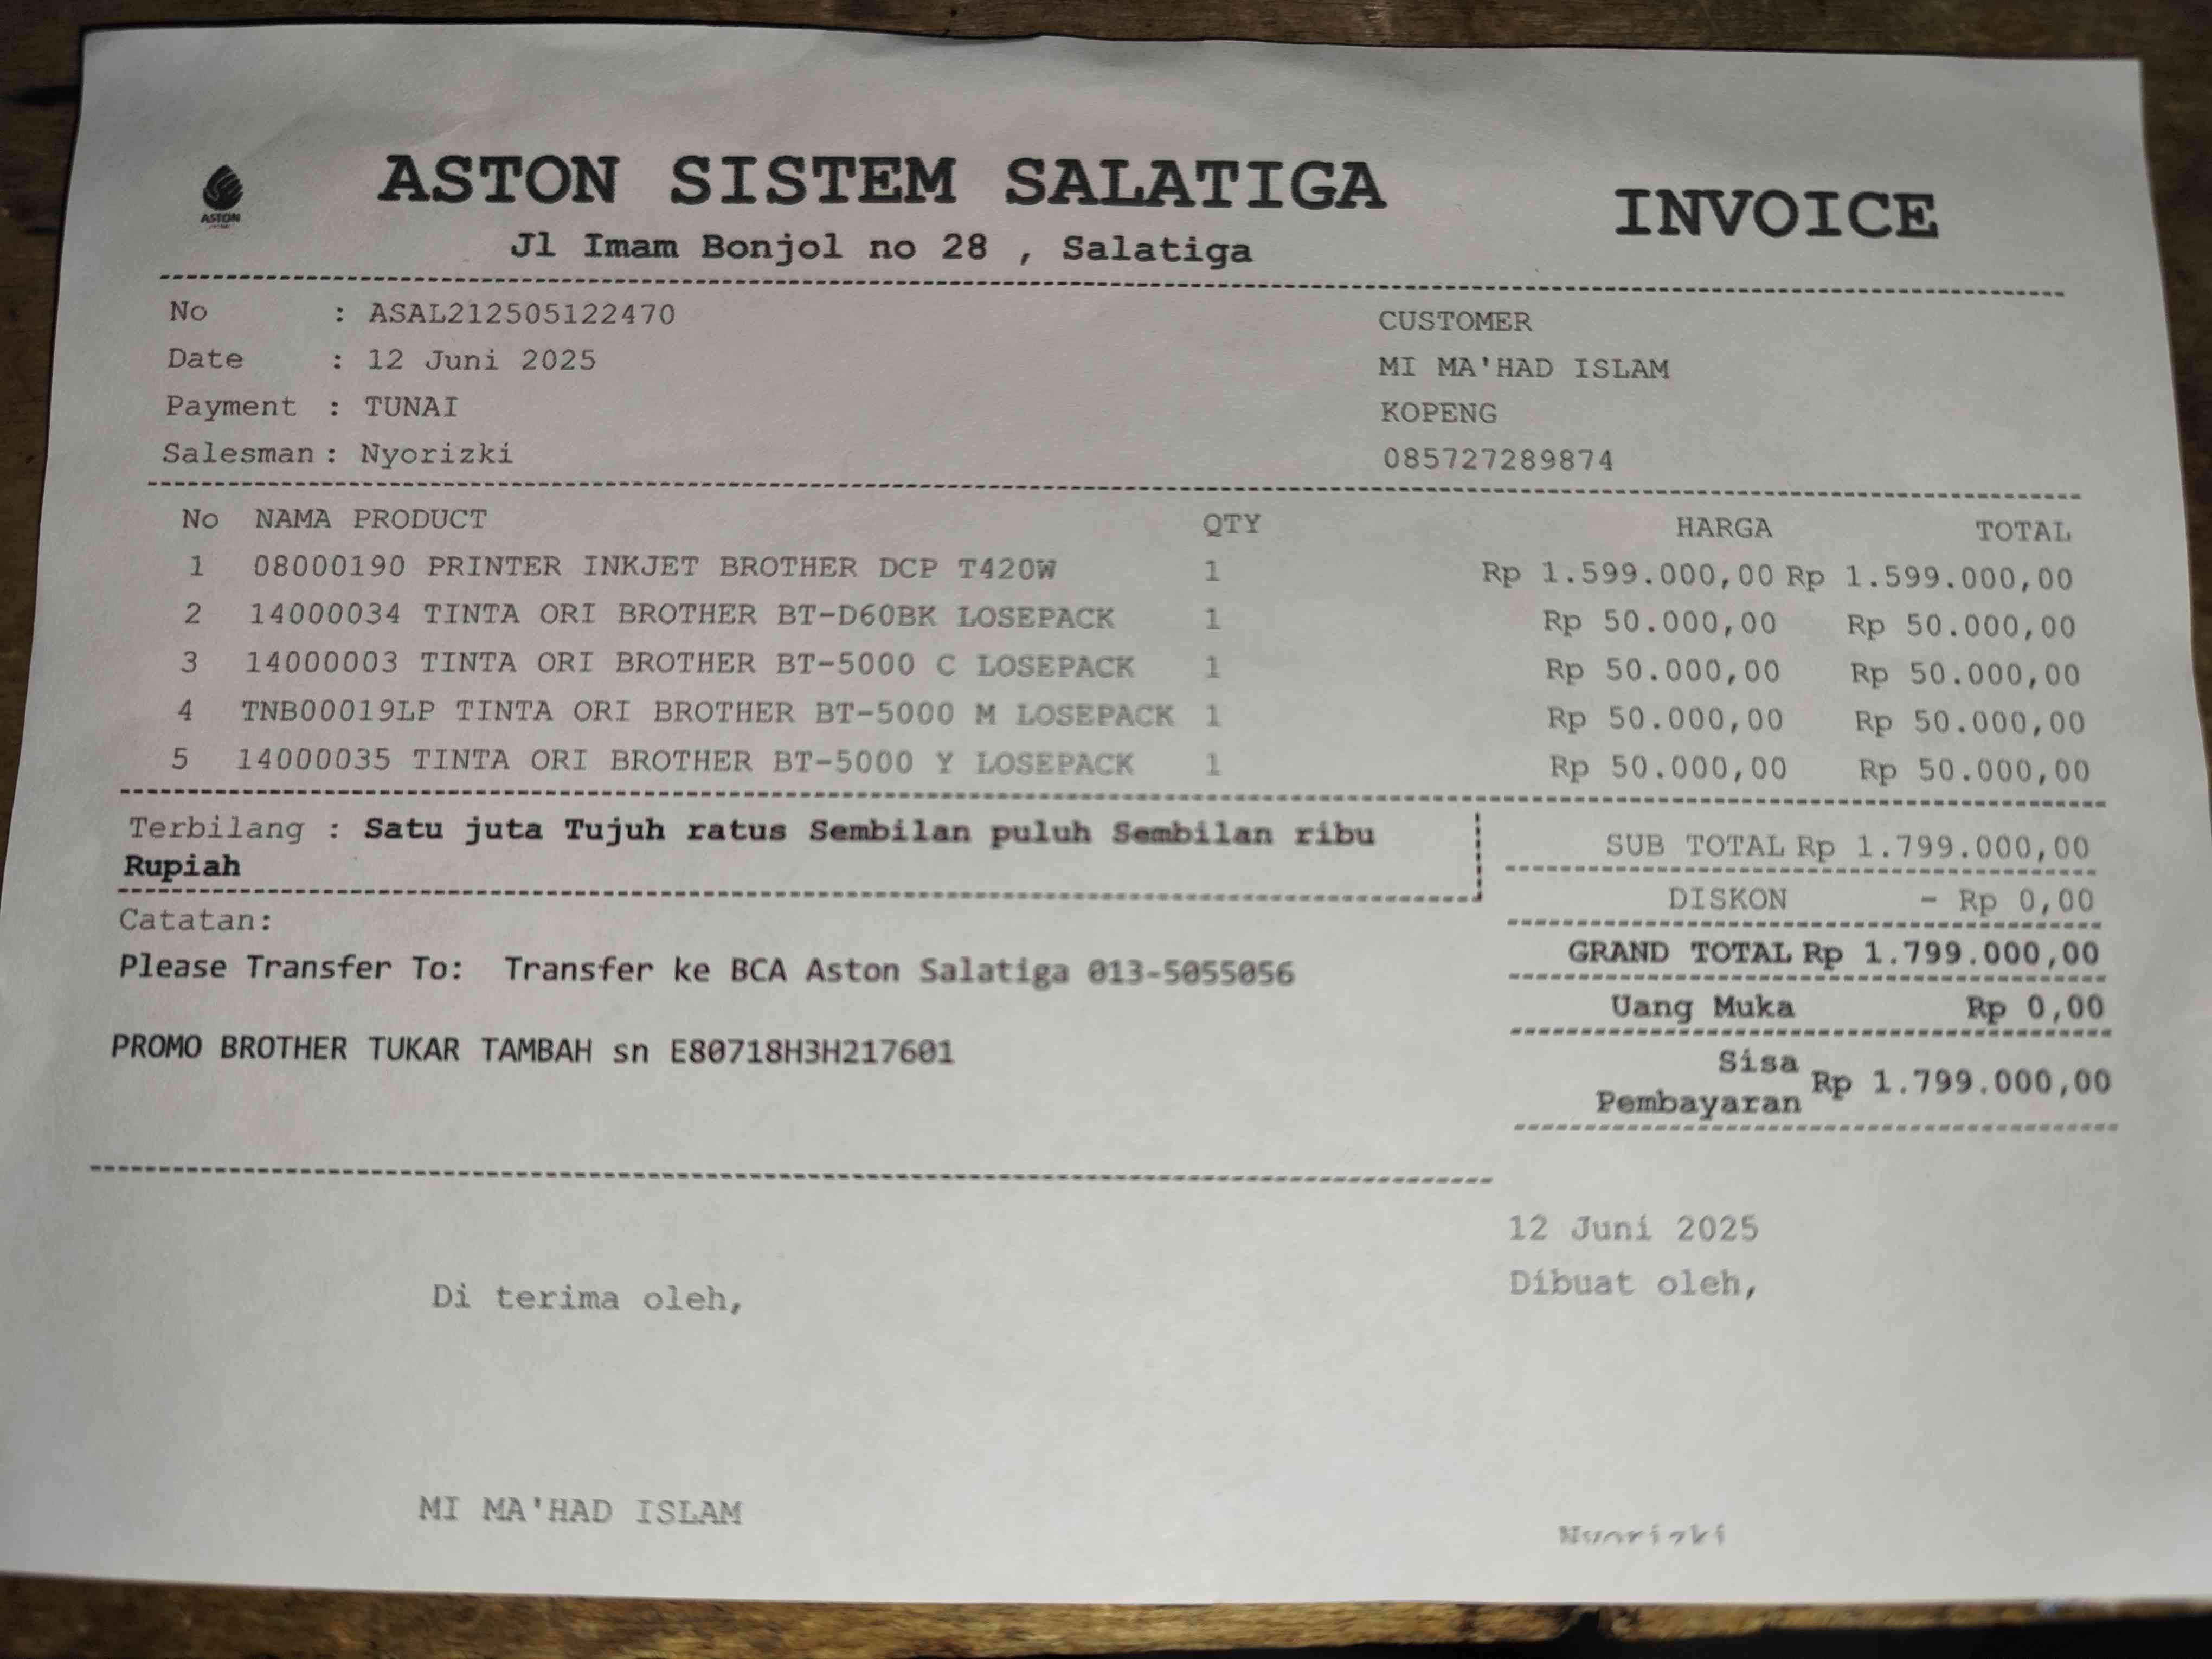 ASTON
ASTON SISTEM SALATIGA
INVOICE
Jl Imam Bonjol no 28 , Salatiga
No : ASAL212505122470
Date : 12 Juni 2025
Payment : TUNAI
Salesman : Nyorizki
CUSTOMER
MI MA'HAD ISLAM
KOPENG
085727289874
No NAMA PRODUCT QTY HARGA TOTAL
1 08000190 PRINTER INKJET BROTHER DCP T420W 1 Rp 1.599.000,00 Rp 1.599.000,00
2 14000034 TINTA ORI BROTHER BT-D60BK LOSEPACK 1 Rp 50.000,00 Rp 50.000,00
3 14000003 TINTA ORI BROTHER BT-5000 C LOSEPACK 1 Rp 50.000,00 Rp 50.000,00
4 TNB00019LP TINTA ORI BROTHER BT-5000 M LOSEPACK 1 Rp 50.000,00 Rp 50.000,00
5 14000035 TINTA ORI BROTHER BT-5000 Y LOSEPACK 1 Rp 50.000,00 Rp 50.000,00
Terbilang : Satu juta Tujuh ratus Sembilan puluh Sembilan ribu
Rupiah
Catatan:
Please Transfer To: Transfer ke BCA Aston Salatiga 013-5055056
PROMO BROTHER TUKAR TAMBAH sn E80718H3H217601
SUB TOTAL Rp 1.799.000,00
DISKON - Rp 0,00
GRAND TOTAL Rp 1.799.000,00
Uang Muka Rp 0,00
Sisa
Pembayaran Rp 1.799.000,00
12 Juni 2025
Di terima oleh,
Dibuat oleh,
MI MA'HAD ISLAM
Nyorizki